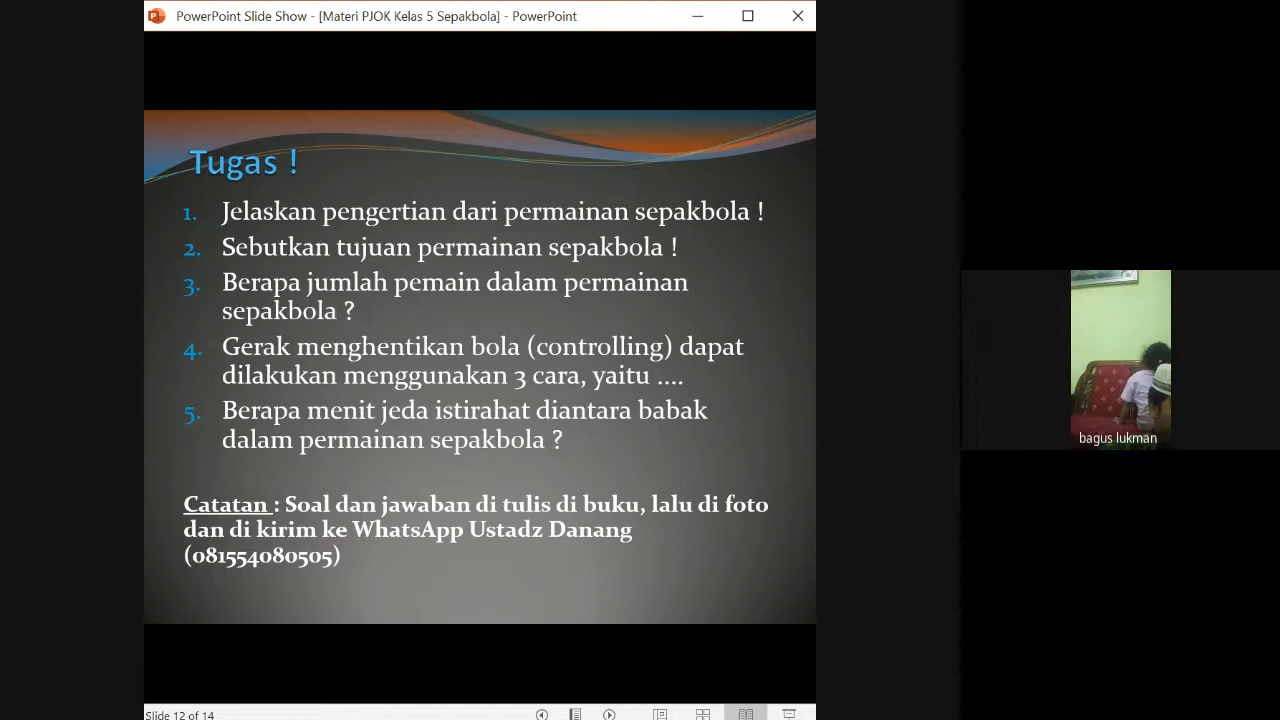 PowerPoint Slide Show - [Materi PJOK Kelas 5 Sepakbola] - PowerPoint
Tugas !
1. Jelaskan pengertian dari permainan sepakbola !
2. Sebutkan tujuan permainan sepakbola !
3. Berapa jumlah pemain dalam permainan
sepakbola ?
4. Gerak menghentikan bola (controlling) dapat
dilakukan menggunakan 3 cara, yaitu ....
5. Berapa menit jeda istirahat diantara babak
dalam permainan sepakbola ?
Catatan : Soal dan jawaban di tulis di buku, lalu di foto
dan di kirim ke WhatsApp Ustadz Danang
(081554080505)
bagus lukman
Slide 12 of 14